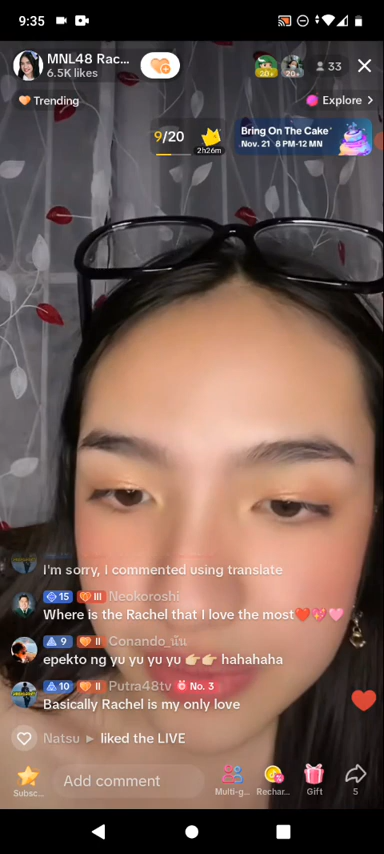 9:35
MNL48 Rac...
6.5K likes
20+
20+
33
Trending
Explore >
9/20
2h26m
Bring On The Cake
Nov. 21 8 PM-12 MN
I'm sorry, I commented using translate
15 III Neokoroshi
Where is the Rachel that I love the most❤️💖🩷
9 II Conando_นัน
epekto ng yu yu yu yu 👉🏻👉🏻 hahahaha
10 II Putra48tv No. 3
Basically Rachel is my only love
Natsu ► liked the LIVE
Subsc...
Add comment
Multi-g...
Rechar...
Gift
5